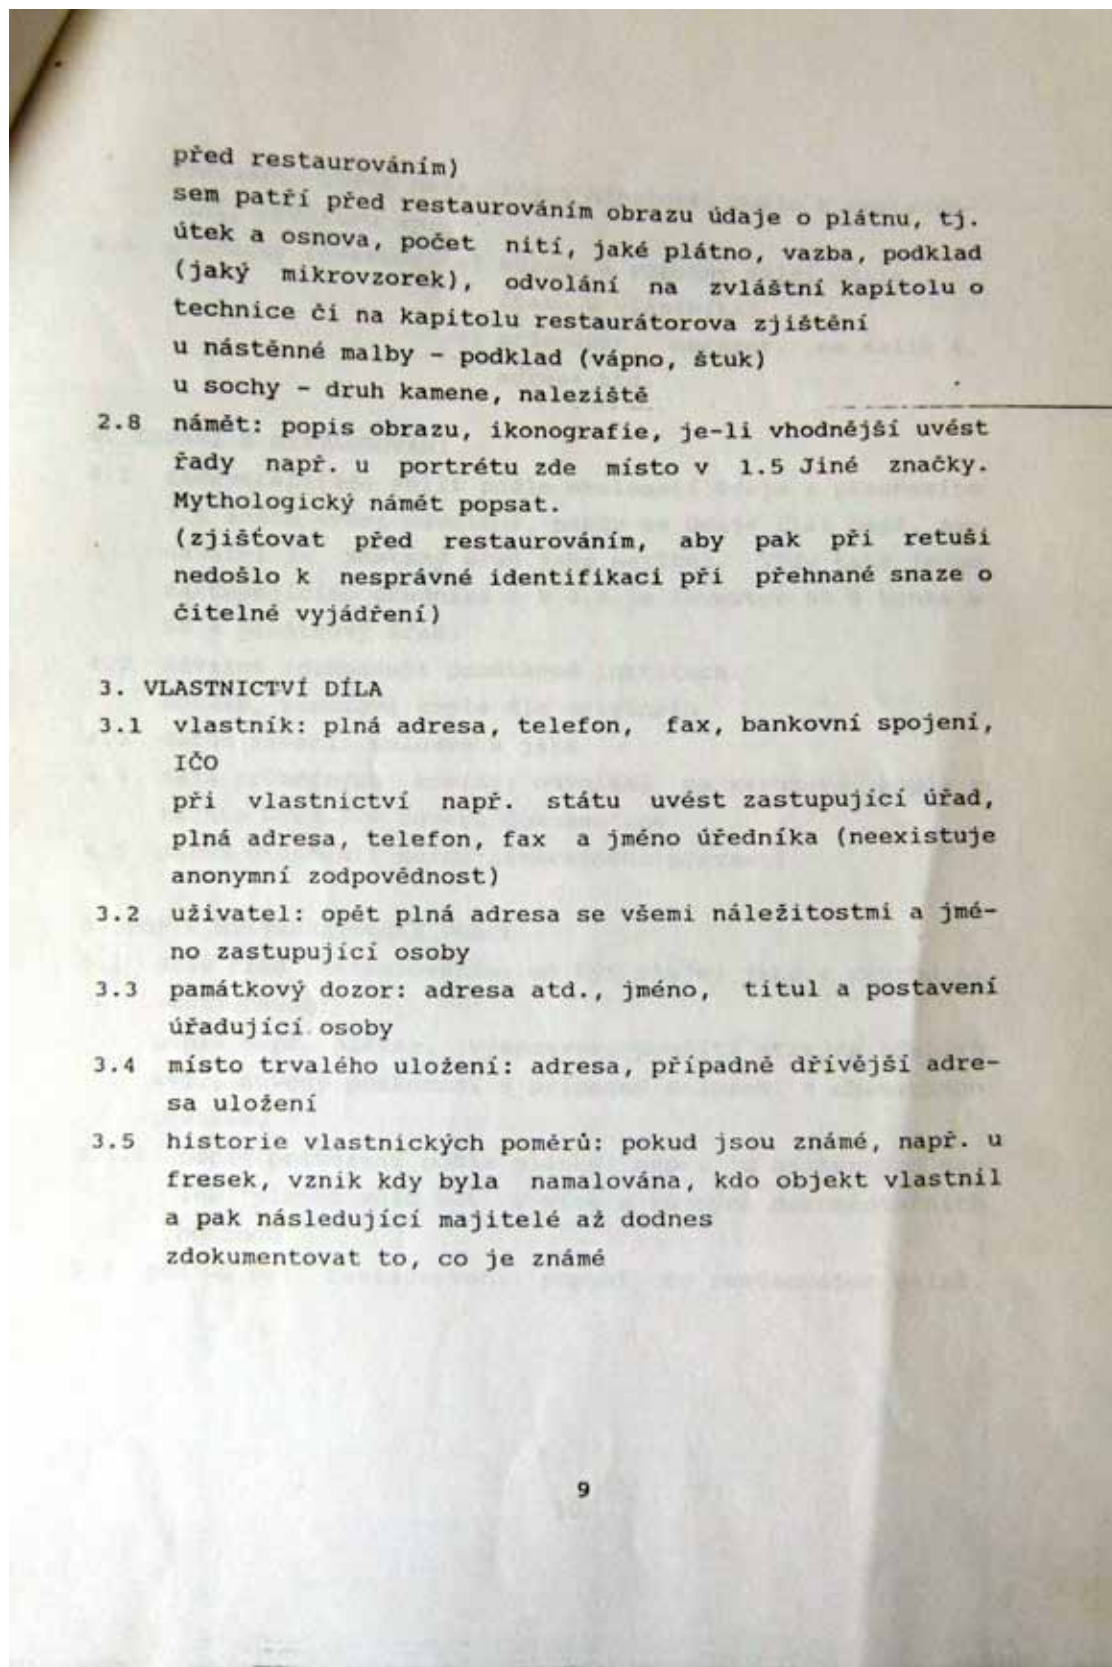 před restaurováním)
sem patří před restaurováním obrazu údaje o plátnu, tj.
útek a osnova, počet nití, jaké plátno, vazba, podklad
(jaký mikrovzorek), odvolání na zvláštní kapitolu o
technice či na kapitolu restaurátorova zjištění
u nástěnné malby - podklad (vápno, štuk)
u sochy - druh kamene, naleziště
2.8 námět: popis obrazu, ikonografie, je-li vhodnější uvést
řady např. u portrétu zde místo v 1.5 Jiné značky.
Mythologický námět popsat.
(zjišťovat před restaurováním, aby pak při retuši
nedošlo k nesprávné identifikaci při přehnané snaze o
čitelné vyjádření)
3. VLASTNICTVÍ DÍLA
3.1 vlastník: plná adresa, telefon, fax, bankovní spojení,
IČO
při vlastnictví např. státu uvést zastupující úřad,
plná adresa, telefon, fax a jméno úředníka (neexistuje
anonymní zodpovědnost)
3.2 uživatel: opět plná adresa se všemi náležitostmi a jmé-
no zastupující osoby
3.3 památkový dozor: adresa atd., jméno, titul a postavení
úřadující osoby
3.4 místo trvalého uložení: adresa, případně dřívější adre-
sa uložení
3.5 historie vlastnických poměrů: pokud jsou známé, např. u
fresek, vznik kdy byla namalována, kdo objekt vlastnil
a pak následující majitelé až dodnes
zdokumentovat to, co je známé
9